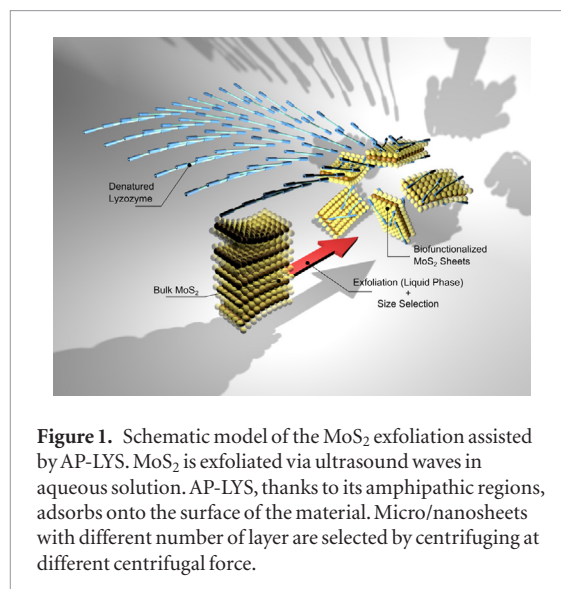 Denatured
Lyzozyme
Biofunctionalized
MoS₂ Sheets
Bulk MoS₂
Exfoliation (Liquid Phase)
+
Size Selection
Figure 1. Schematic model of the MoS₂ exfoliation assisted
by AP-LYS. MoS₂ is exfoliated via ultrasound waves in
aqueous solution. AP-LYS, thanks to its amphipathic regions,
adsorbs onto the surface of the material. Micro/nanosheets
with different number of layer are selected by centrifuging at
different centrifugal force.